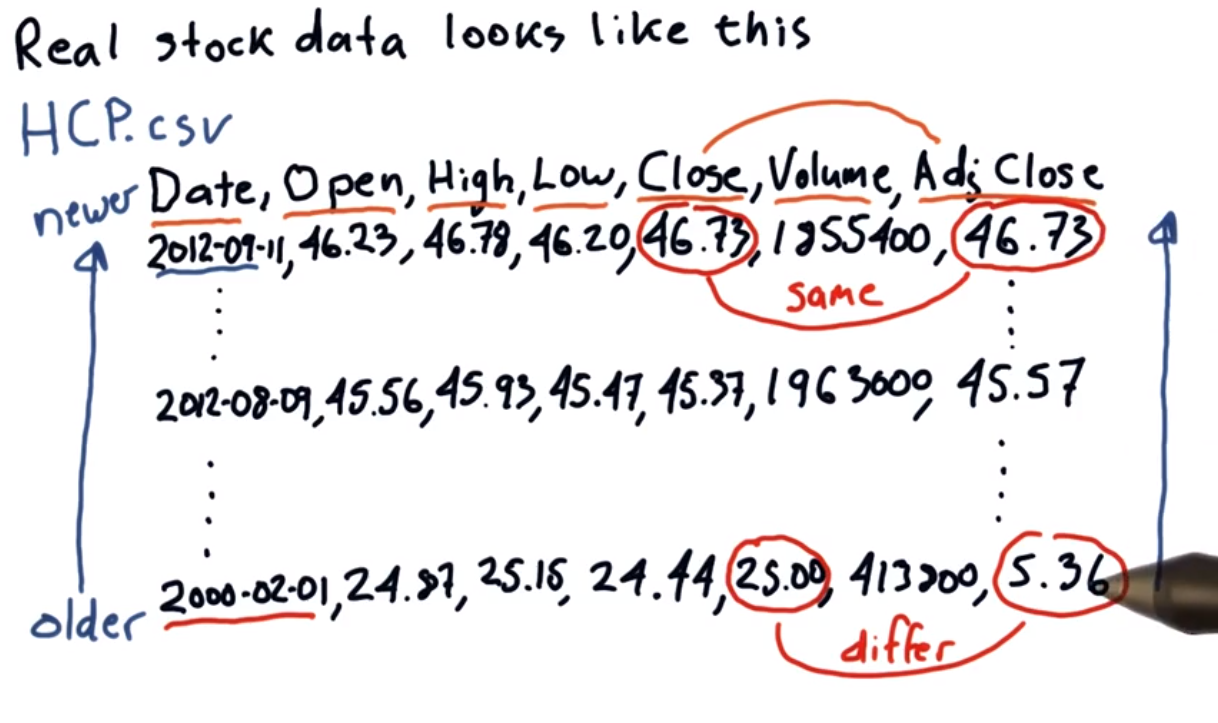 Real stock data looks like this
HCP.csv
newer Date, Open, High, Low, Close, Volume, Adj Close
2012-09-11, 46.23, 46.78, 46.20, 46.73, 1855400, 46.73
same
2012-08-09, 45.56, 45.93, 45.47, 45.37, 1963600, 45.57
older 2000-02-01, 24.87, 25.15, 24.44, 25.00, 413800, 5.36
differ